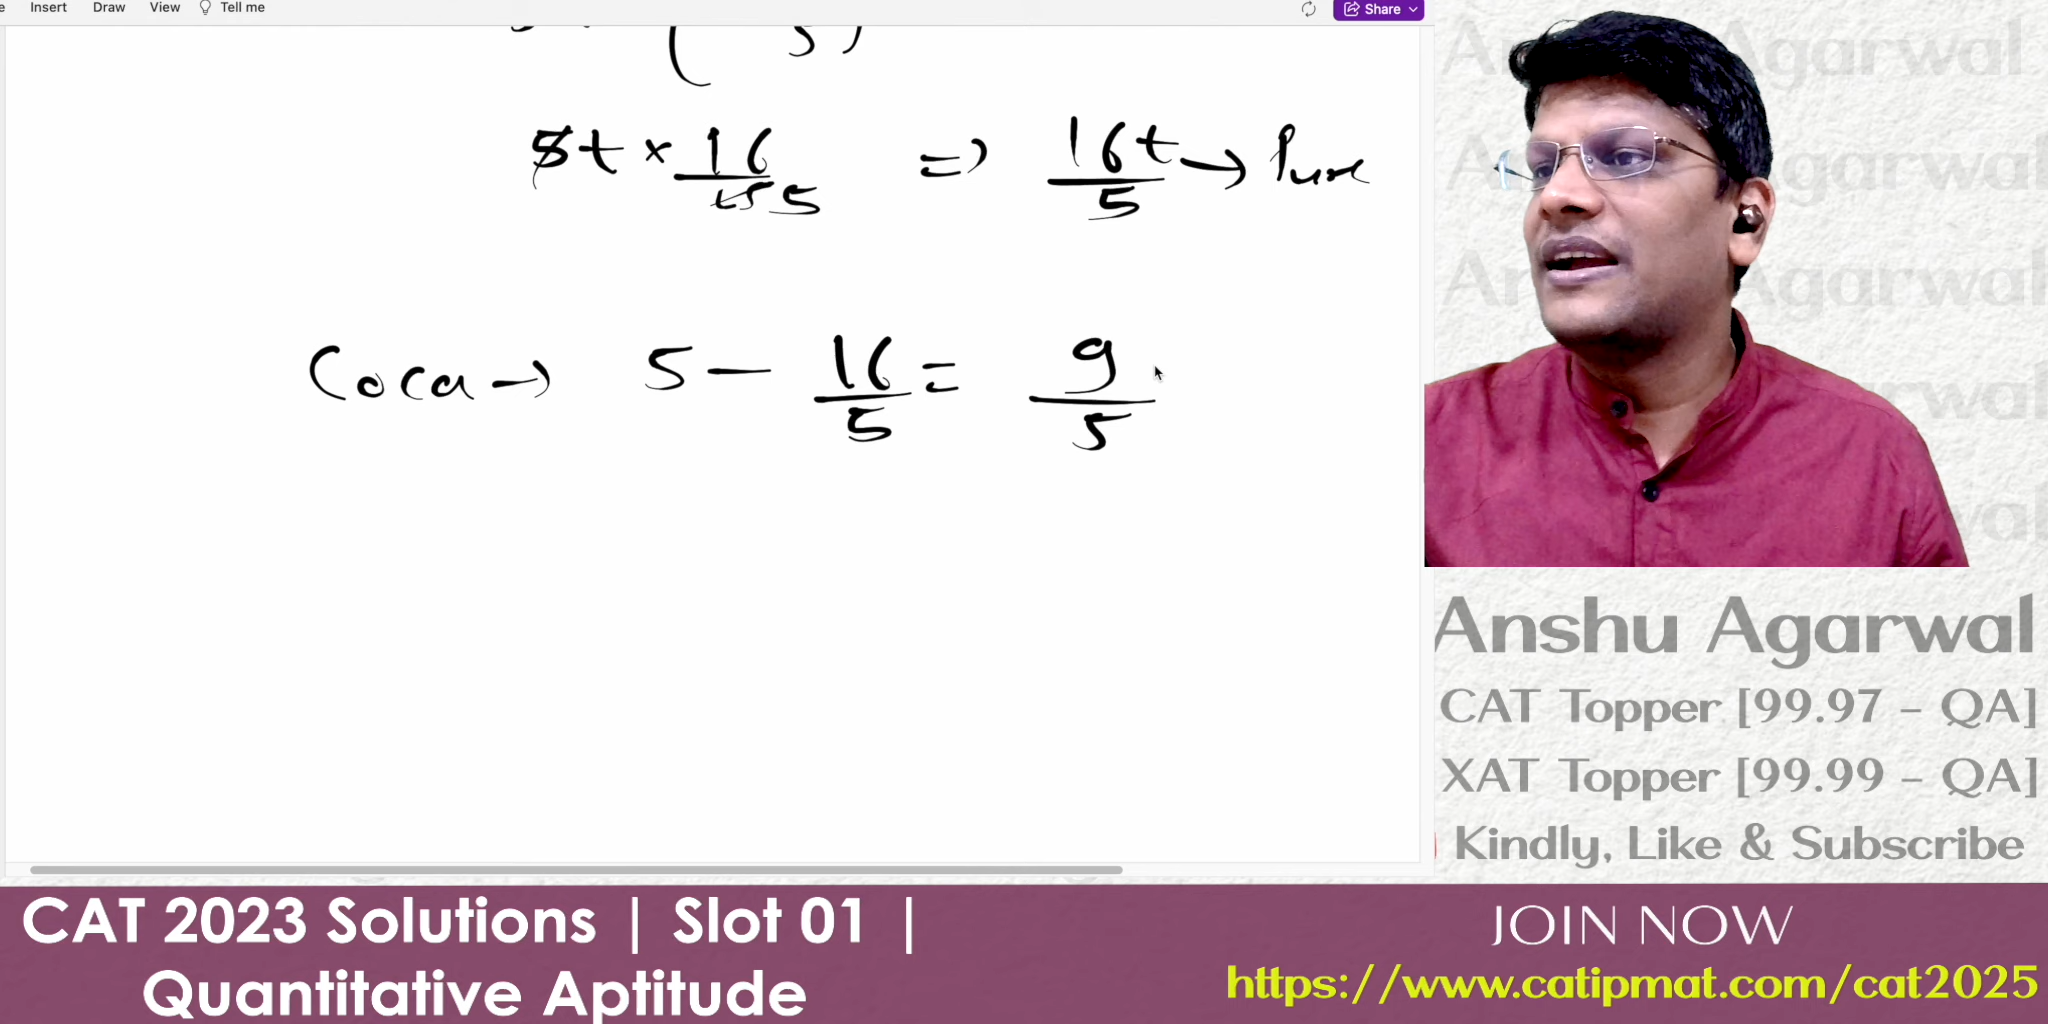 Insert Draw View Tell me Share
5t × 16/25 5 => 16t/5 → Pure
Coca → 5 - 16/5 = 9/5
Anshu Agarwal
CAT Topper [99.97 - QA]
XAT Topper [99.99 - QA]
Kindly, Like & Subscribe
CAT 2023 Solutions | Slot 01 |
Quantitative Aptitude
JOIN NOW
https://www.catipmat.com/cat2025